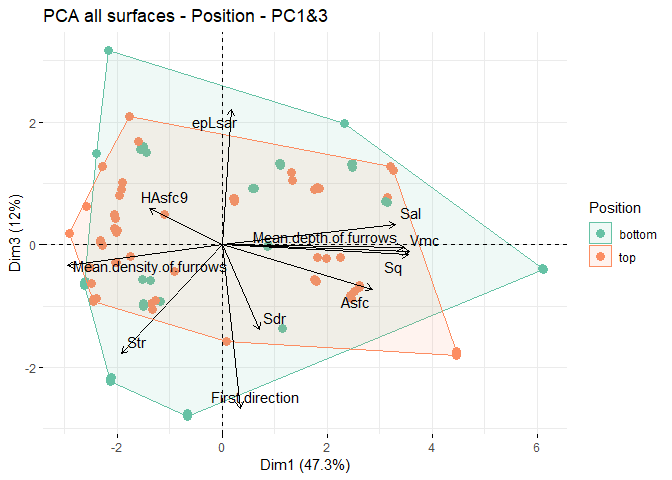 PCA all surfaces - Position - PC1&3
epLsar
HAsfc9
Sal
Mean.depth.of.furrows
Vmc
Mean.density.of.furrows
Sq
Asfc
Sdr
Str
First.direction
2
0
-2
Dim3 (12%)
-2
0
2
4
6
Dim1 (47.3%)
Position
bottom
top